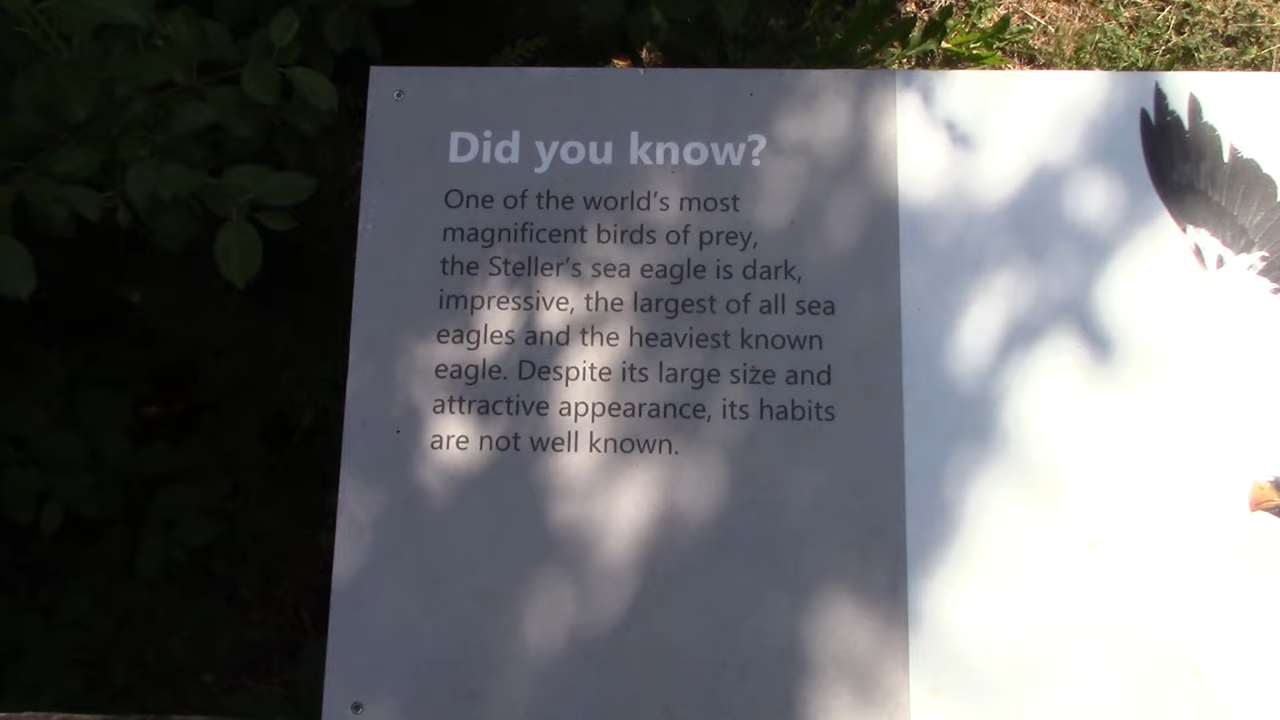 Did you know?
One of the world's most
magnificent birds of prey,
the Steller's sea eagle is dark,
impressive, the largest of all sea
eagles and the heaviest known
eagle. Despite its large size and
attractive appearance, its habits
are not well known.